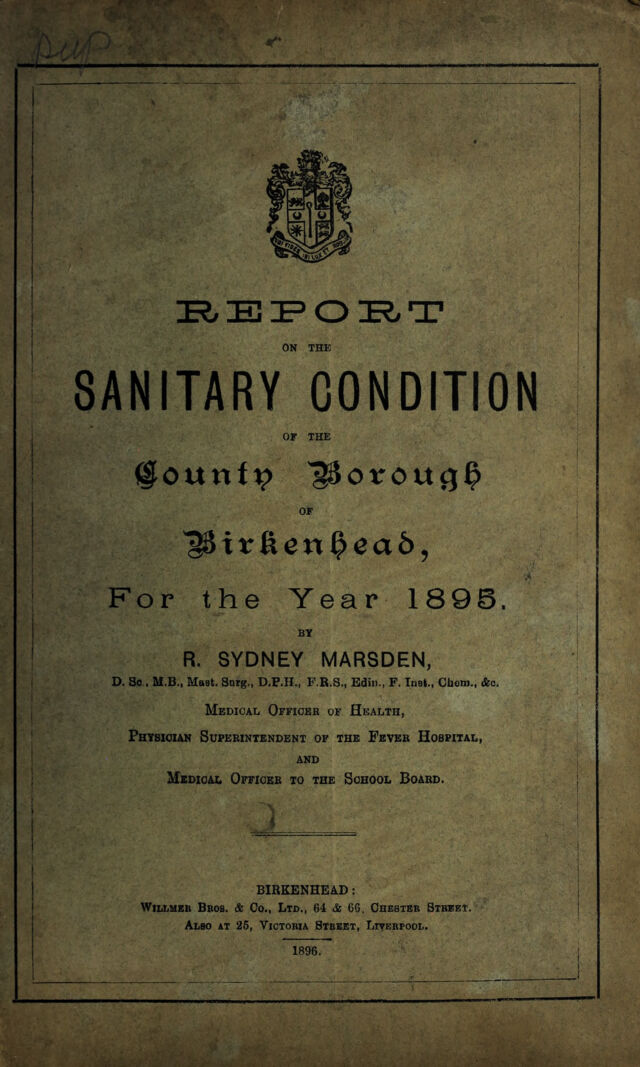 REPORT
ON THE
SANITARY CONDITION
OF THE
County Borough
OF
Birkenhead,
For the Year 1895.
BY
R. SYDNEY MARSDEN,
D. Sc., M.B., Mast. Surg., D.P.H., F.R.S., Edin., F. Inst., Chem., &c.
MEDICAL OFFICER OF HEALTH,
PHYSICIAN SUPERINTENDENT OF THE FEVER HOSPITAL,
AND
MEDICAL OFFICER TO THE SCHOOL BOARD.
BIRKENHEAD:
WILLMER BROS. & CO., LTD., 64 & 66, CHESTER STREET.
ALSO AT 25, VICTORIA STREET, LIVERPOOL.
1896.